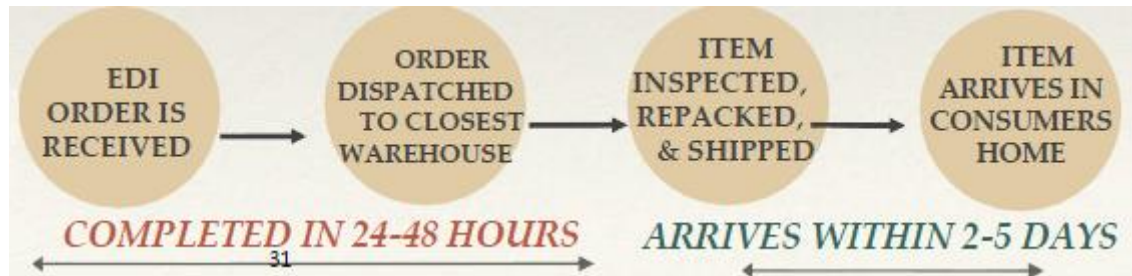 EDI
ORDER IS
RECEIVED
ORDER
DISPATCHED
TO CLOSEST
WAREHOUSE
ITEM
INSPECTED,
REPACKED,
& SHIPPED
ITEM
ARRIVES IN
CONSUMERS
HOME
COMPLETED IN 24-48 HOURS
31
ARRIVES WITHIN 2-5 DAYS